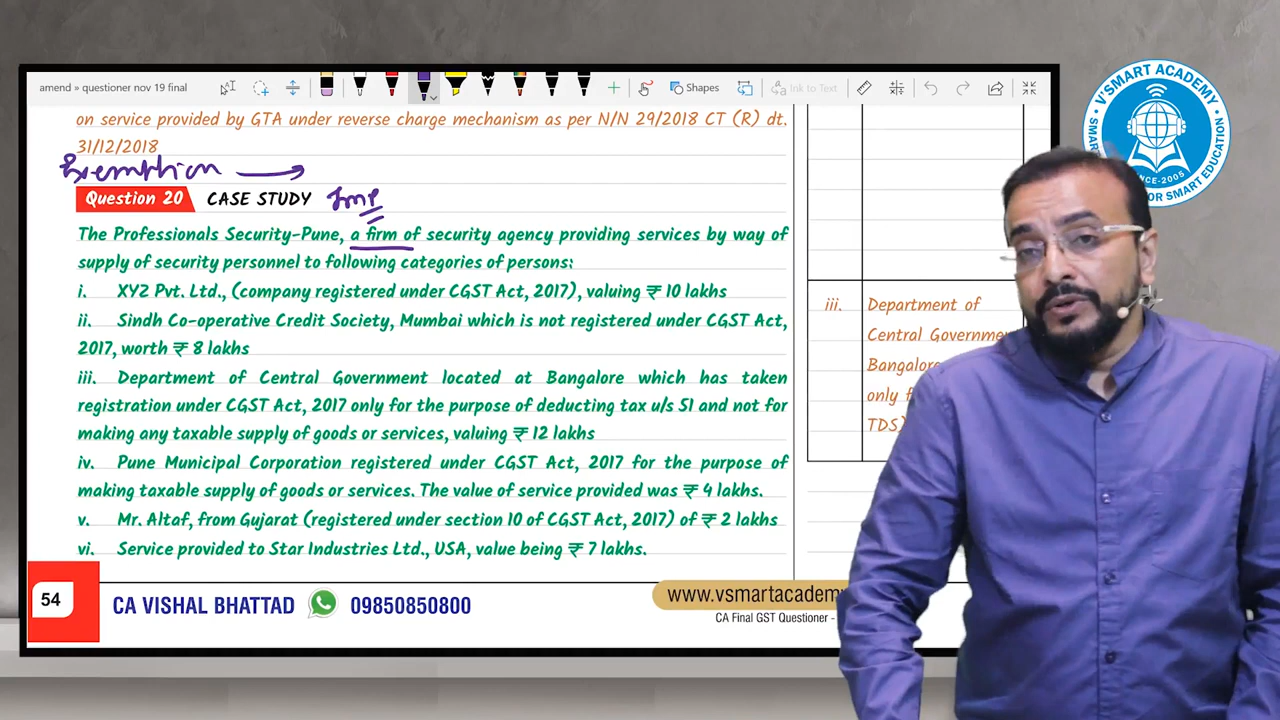 amend » questioner nov 19 final
Shapes
Ink to Text
on service provided by GTA under reverse charge mechanism as per N/N 29/2018 CT (R) dt.
31/12/2018
Exemption
Question 20 CASE STUDY Imp
The Professionals Security-Pune, a firm of security agency providing services by way of
supply of security personnel to following categories of persons:
i. XYZ Pvt. Ltd., (company registered under CGST Act, 2017), valuing ₹ 10 lakhs
ii. Sindh Co-operative Credit Society, Mumbai which is not registered under CGST Act,
2017, worth ₹ 8 lakhs
iii. Department of Central Government located at Bangalore which has taken
registration under CGST Act, 2017 only for the purpose of deducting tax u/s 51 and not for
making any taxable supply of goods or services, valuing ₹ 12 lakhs
iv. Pune Municipal Corporation registered under CGST Act, 2017 for the purpose of
making taxable supply of goods or services. The value of service provided was ₹ 4 lakhs.
v. Mr. Altaf, from Gujarat (registered under section 10 of CGST Act, 2017) of ₹ 2 lakhs
vi. Service provided to Star Industries Ltd., USA, value being ₹ 7 lakhs.
iii. Department of
Central Governme
Bangalore
only f
TDS)
54
CA VISHAL BHATTAD 09850850800
www.vsmartacademy
CA Final GST Questioner -
V'SMART ACADEMY
SINCE-2005
FOR SMART EDUCATION